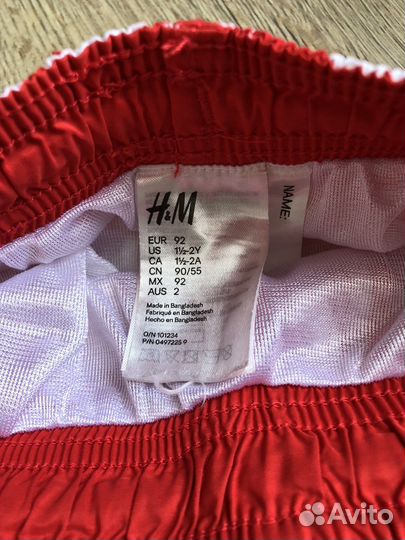 H&M
EUR 92
US 1½-2Y
CA 1½-2A
CN 90/55
MX 92
AUS 2
Made in Bangladesh
Fabriqué en Bangladesh
Hecho en Bangladesh
O/N 101234
P/N 0497225 9
NAME:
Avito